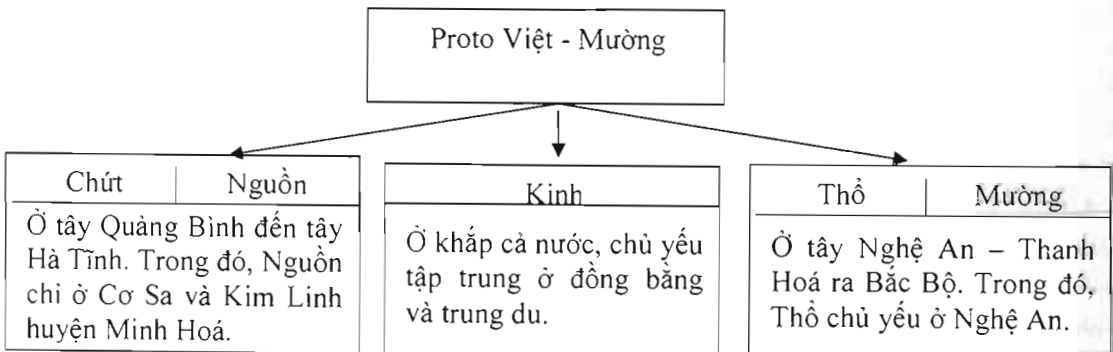 Proto Việt - Mường
Chứt Nguồn
Ở tây Quảng Bình đến tây
Hà Tĩnh. Trong đó, Nguồn
chỉ ở Cơ Sa và Kim Linh
huyện Minh Hoá.
Kinh
Ở khắp cả nước, chủ yếu
tập trung ở đồng bằng
và trung du.
Thổ Mường
Ở tây Nghệ An – Thanh
Hoá ra Bắc Bộ. Trong đó,
Thổ chủ yếu ở Nghệ An.